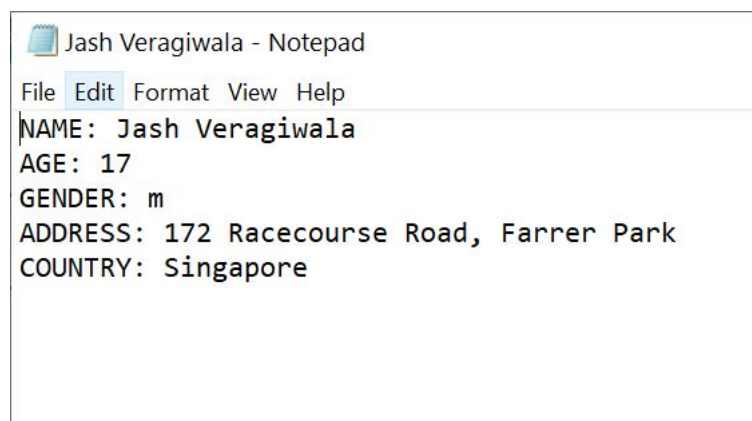 Jash Veragiwala - Notepad
File Edit Format View Help
NAME: Jash Veragiwala
AGE: 17
GENDER: m
ADDRESS: 172 Racecourse Road, Farrer Park
COUNTRY: Singapore